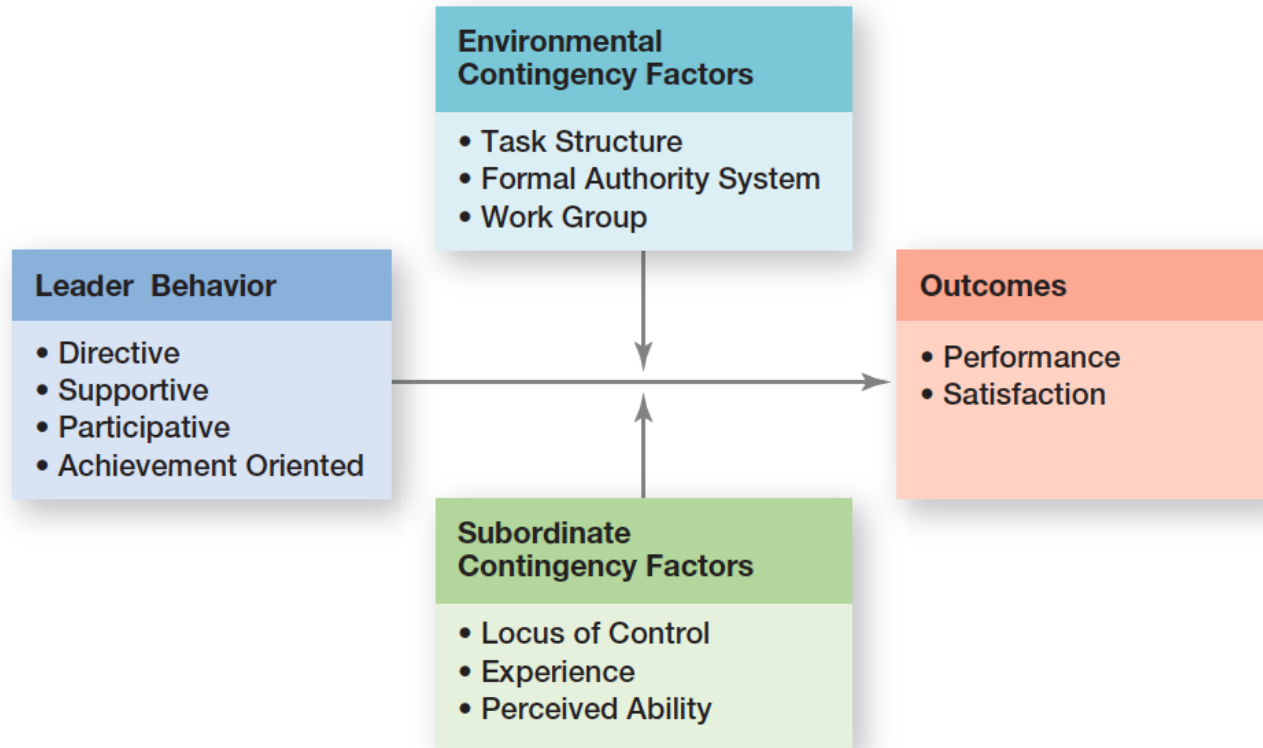 Environmental
Contingency Factors
• Task Structure
• Formal Authority System
• Work Group
Leader Behavior
• Directive
• Supportive
• Participative
• Achievement Oriented
Outcomes
• Performance
• Satisfaction
Subordinate
Contingency Factors
• Locus of Control
• Experience
• Perceived Ability